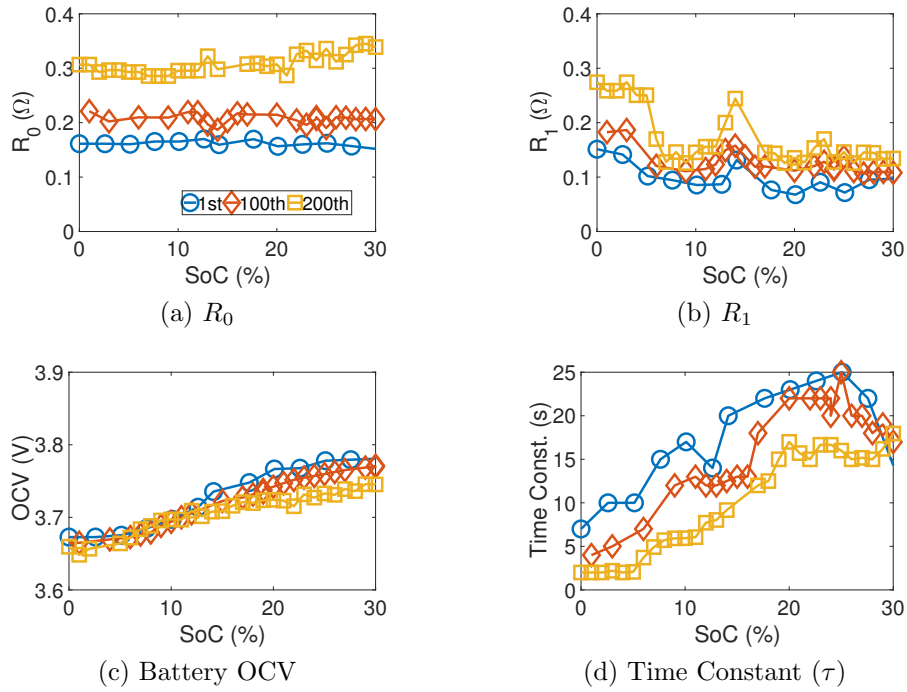 0.4
0.3
0.2
0.1
0
R0 (Ω)
1st 100th 200th
0 10 20 30
SoC (%)
(a) R0
0.4
0.3
0.2
0.1
0
R1 (Ω)
0 10 20 30
SoC (%)
(b) R1
3.9
3.8
3.7
3.6
OCV (V)
0 10 20 30
SoC (%)
(c) Battery OCV
25
20
15
10
5
0
Time Const. (s)
0 10 20 30
SoC (%)
(d) Time Constant (τ)